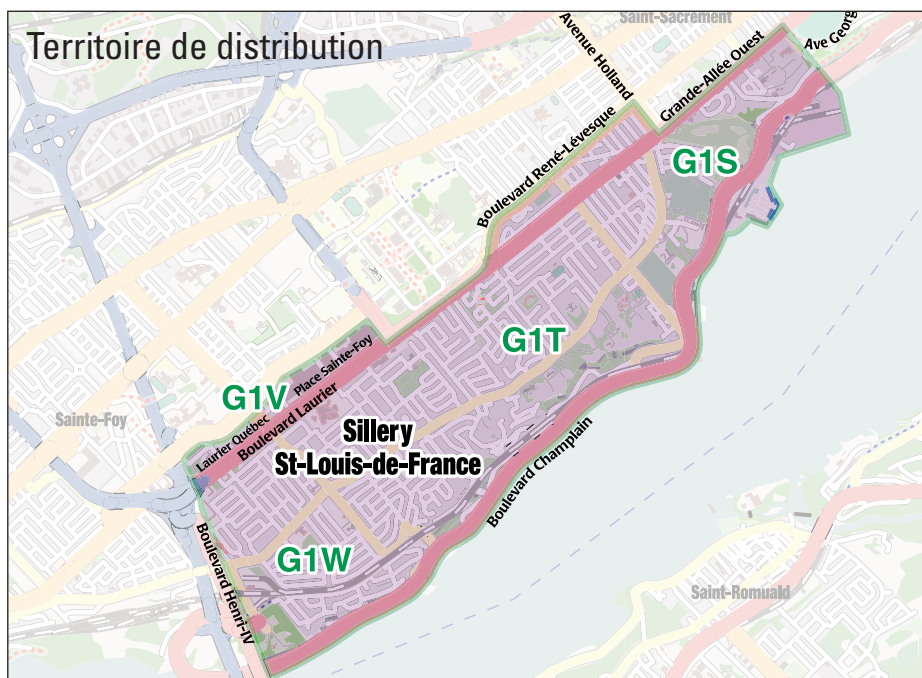 Territoire de distribution
Saint-Sacrement
Ave Georg
Avenue Holland
Grande-Allée Ouest
Boulevard René-Lévesque
G1S
G1T
Place Sainte-Foy
G1V
Boulevard Laurier
Laurier Québec
Sainte-Foy
Sillery
St-Louis-de-France
Boulevard Champlain
G1W
Boulevard Henri-IV
Saint-Romuald